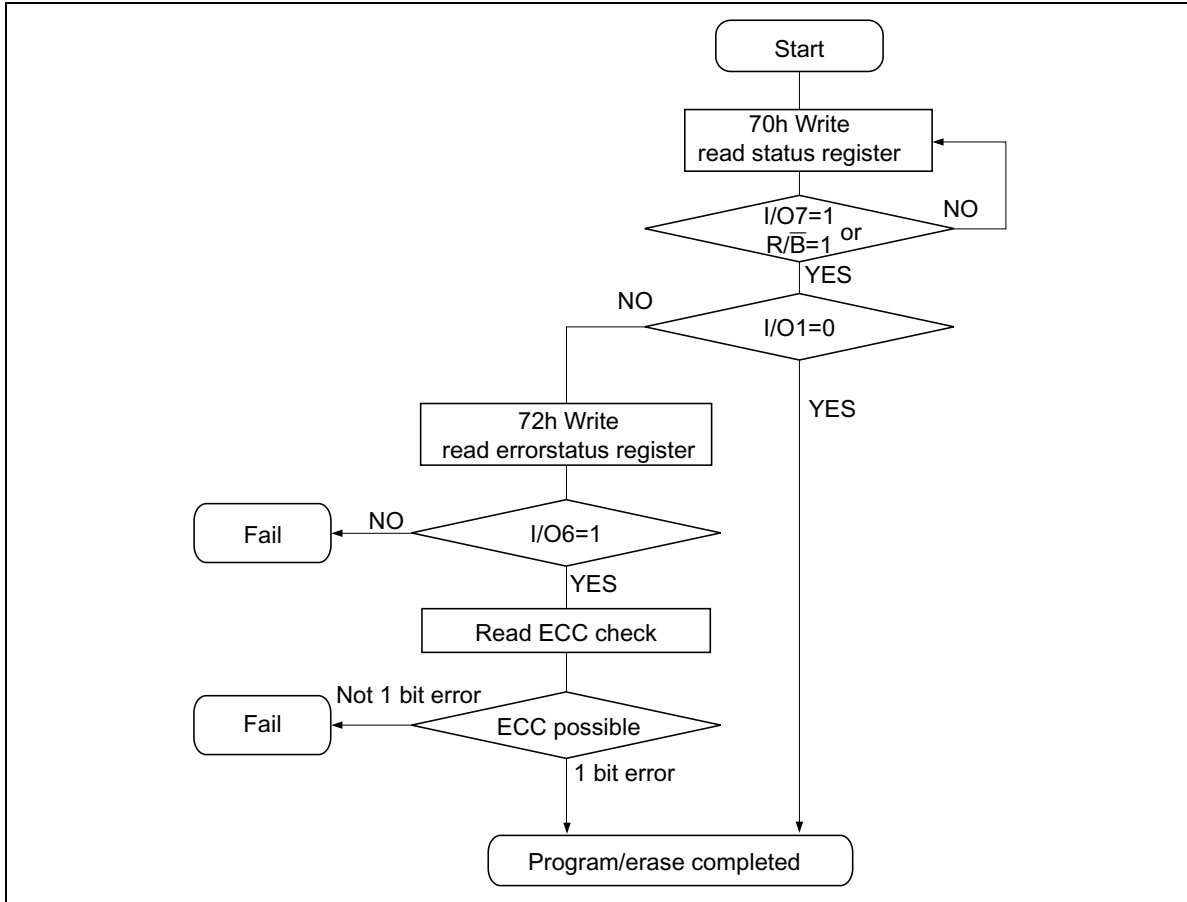 Start
70h Write
read status register
I/O7=1
or
R/B̅=1
NO
YES
NO
I/O1=0
YES
72h Write
read errorstatus register
Fail
NO
I/O6=1
YES
Read ECC check
Not 1 bit error
Fail
ECC possible
1 bit error
Program/erase completed